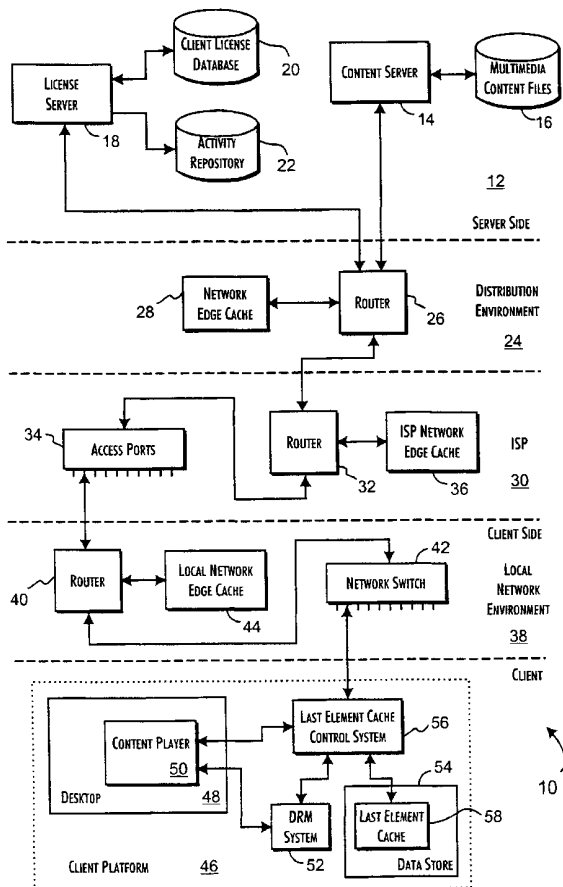 CLIENT LICENSE
DATABASE
20
LICENSE
SERVER
18
ACTIVITY
REPOSITORY
22
CONTENT SERVER
14
MULTIMEDIA
CONTENT FILES
16
12
SERVER SIDE
28
NETWORK
EDGE CACHE
ROUTER
26
DISTRIBUTION
ENVIRONMENT
24
34
ACCESS PORTS
ROUTER
32
ISP NETWORK
EDGE CACHE
36
ISP
30
CLIENT SIDE
40
ROUTER
LOCAL NETWORK
EDGE CACHE
44
42
NETWORK SWITCH
LOCAL
NETWORK
ENVIRONMENT
38
CLIENT
CONTENT PLAYER
50
DESKTOP
48
LAST ELEMENT CACHE
CONTROL SYSTEM
56
DRM
SYSTEM
52
54
LAST ELEMENT
CACHE
58
DATA STORE
CLIENT PLATFORM
46
10